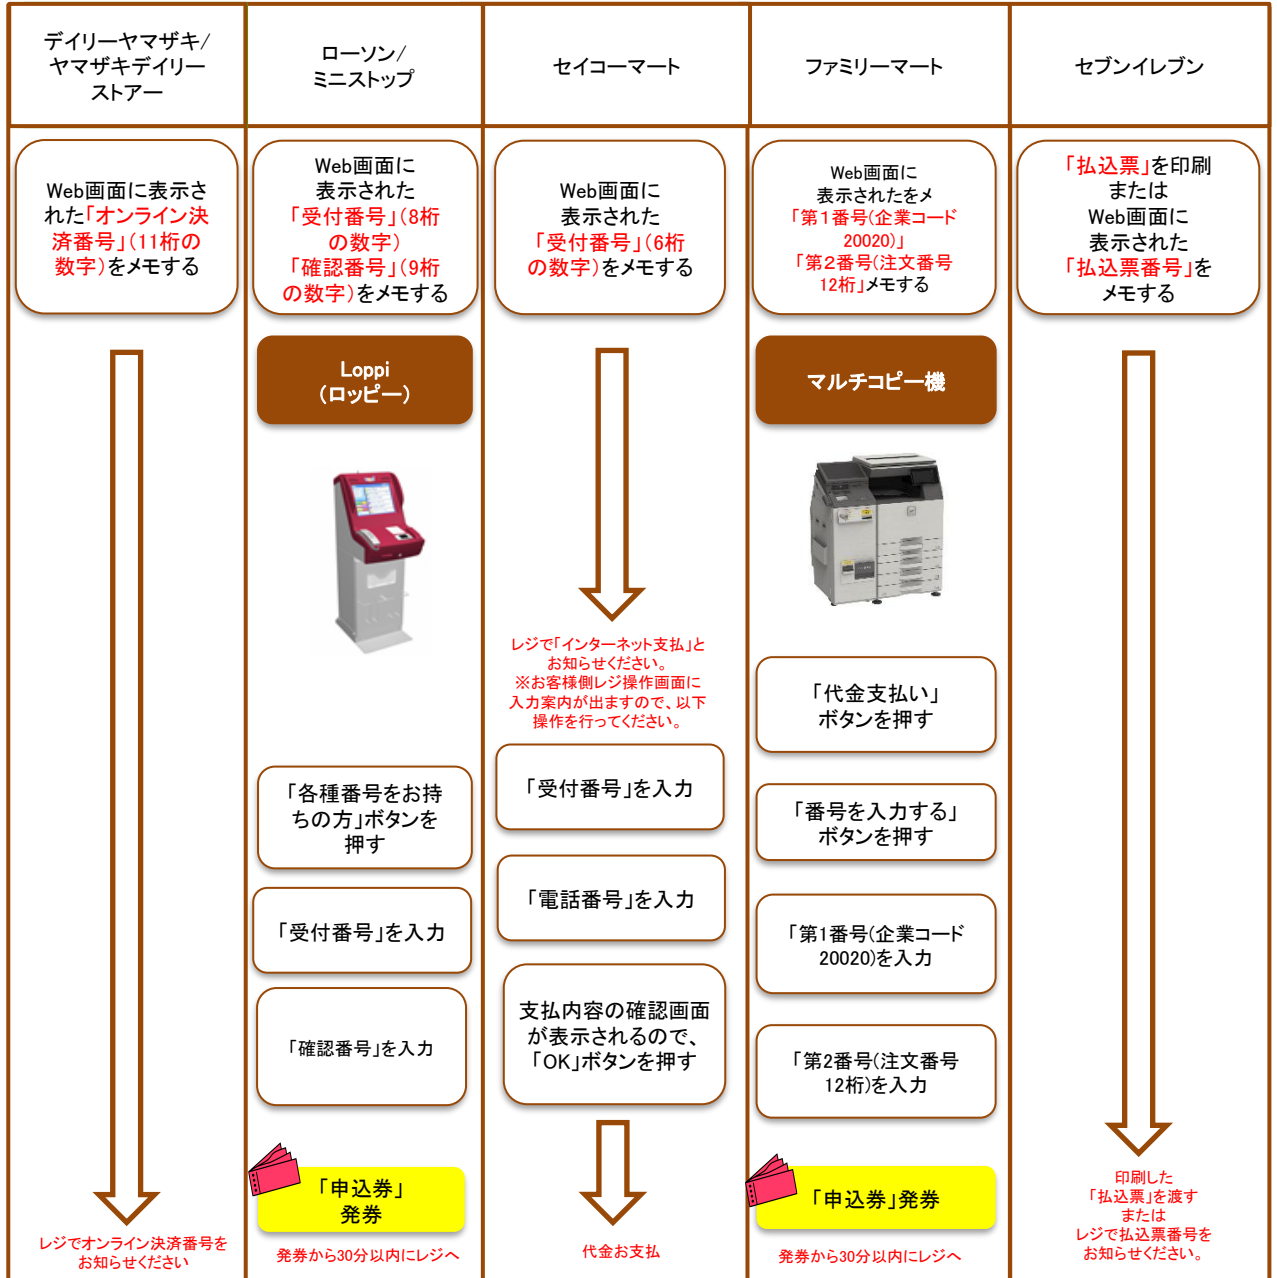 デイリーヤマザキ/
ヤマザキデイリー
ストアー
ローソン/
ミニストップ
セイコーマート
ファミリーマート
セブンイレブン
Web画面に表示さ
れた「オンライン決
済番号」(11桁の
数字)をメモする
Web画面に
表示された
「受付番号」(8桁
の数字)
「確認番号」(9桁
の数字)をメモする
Web画面に
表示された
「受付番号」(6桁
の数字)をメモする
Web画面に
表示されたをメ
「第1番号(企業コード
20020)」
「第2番号(注文番号
12桁」メモする
「払込票」を印刷
または
Web画面に
表示された
「払込票番号」を
メモする
Loppi
(ロッピー)
マルチコピー機
レジで「インターネット支払」と
お知らせください。
※お客様側レジ操作画面に
入力案内が出ますので、以下
操作を行ってください。
「代金支払い」
ボタンを押す
「各種番号をお持
ちの方」ボタンを
押す
「受付番号」を入力
「番号を入力する」
ボタンを押す
「受付番号」を入力
「電話番号」を入力
「第1番号(企業コード
20020)を入力
「確認番号」を入力
支払内容の確認画面
が表示されるので、
「OK」ボタンを押す
「第2番号(注文番号
12桁)を入力
レジでオンライン決済番号を
お知らせください
「申込券」
発券
発券から30分以内にレジへ
代金お支払
「申込券」発券
発券から30分以内にレジへ
印刷した
「払込票」を渡す
または
レジで払込票番号を
お知らせください。